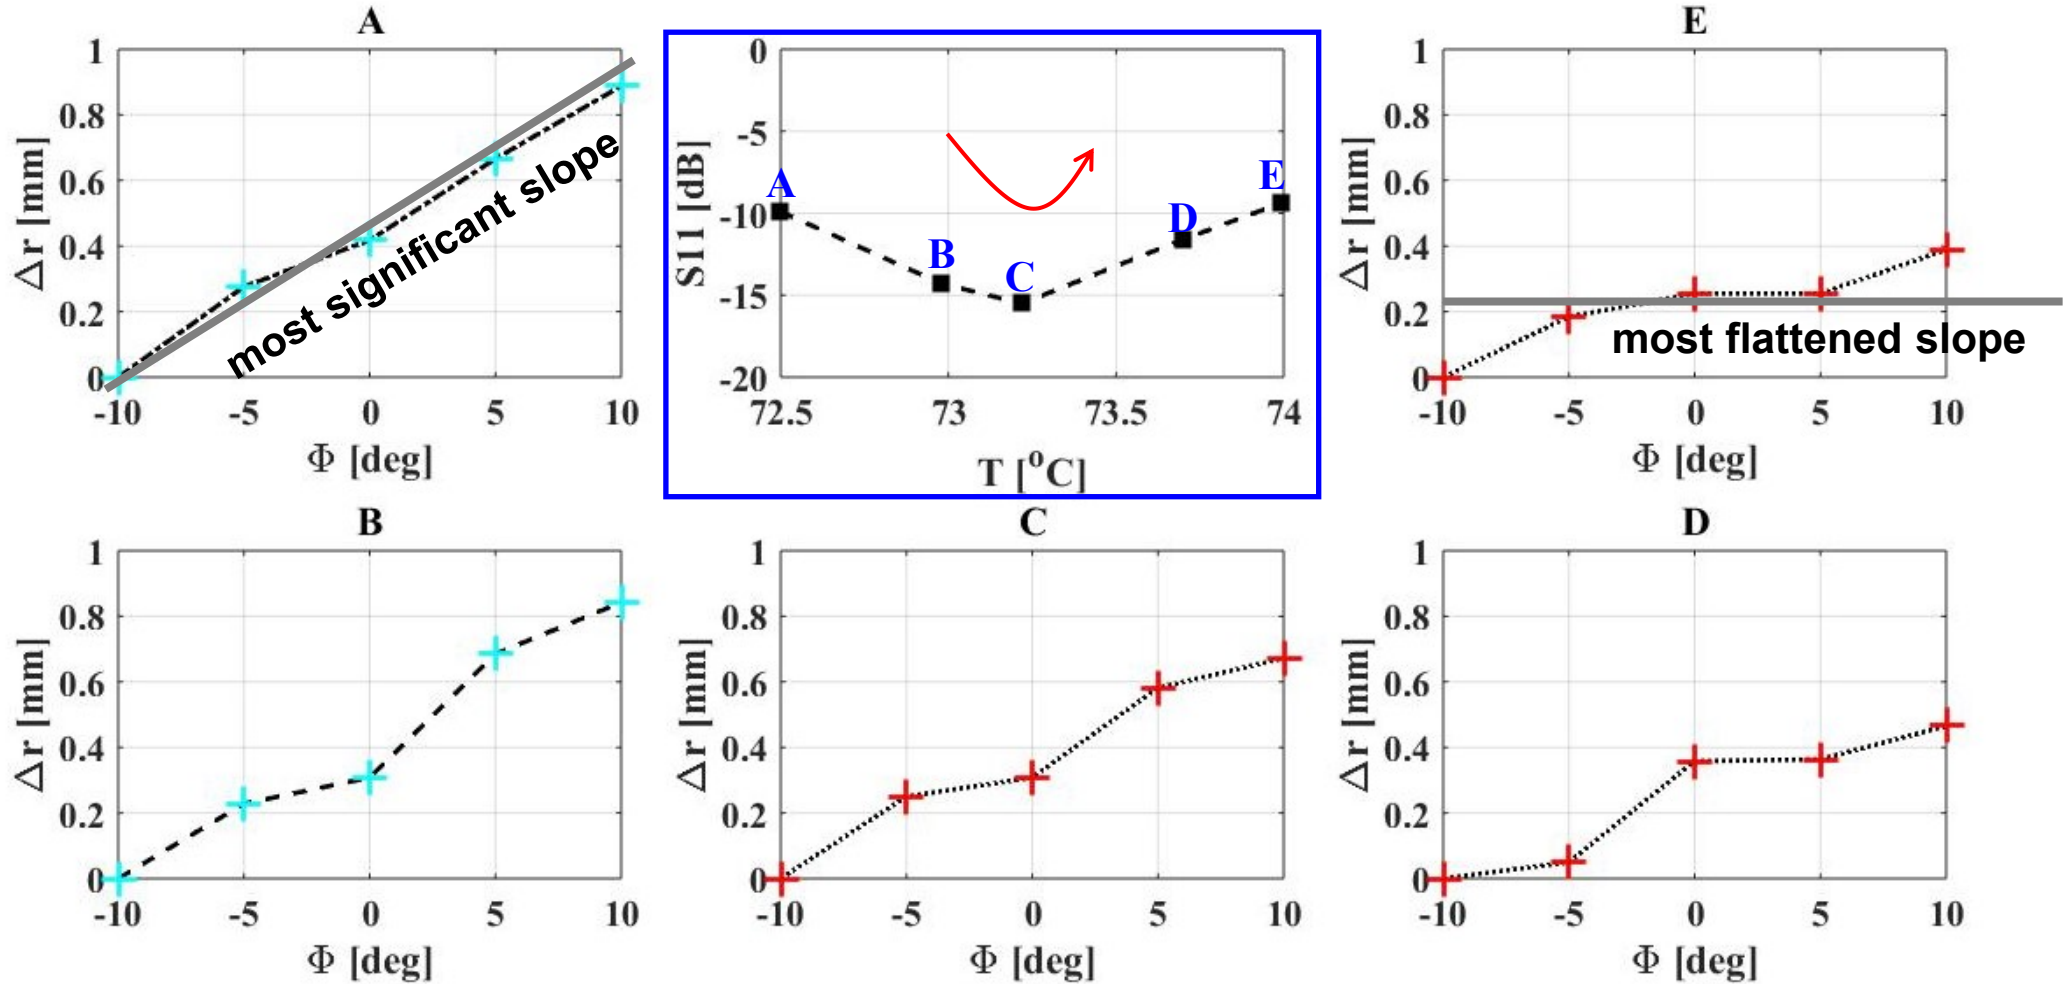 A
1
0.8
0.6
0.4
0.2
0
-10
-5
0
5
10
Δr [mm]
Φ [deg]
most significant slope
0
-5
-10
-15
-20
72.5
73
73.5
74
S11 [dB]
T [°C]
A
B
C
D
E
E
1
0.8
0.6
0.4
0.2
0
-10
-5
0
5
10
Δr [mm]
Φ [deg]
most flattened slope
B
1
0.8
0.6
0.4
0.2
0
-10
-5
0
5
10
Δr [mm]
Φ [deg]
C
1
0.8
0.6
0.4
0.2
0
-10
-5
0
5
10
Δr [mm]
Φ [deg]
D
1
0.8
0.6
0.4
0.2
0
-10
-5
0
5
10
Δr [mm]
Φ [deg]